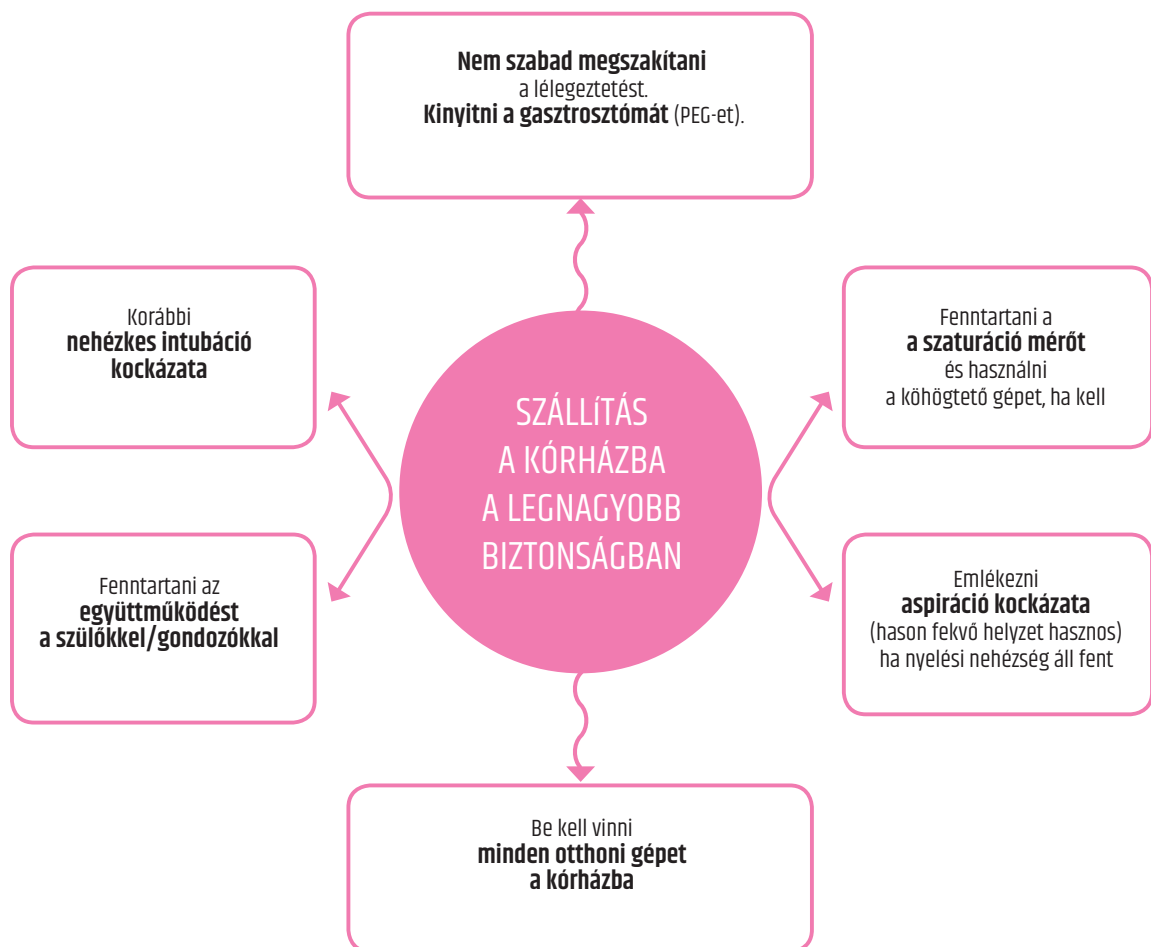 Nem szabad megszakítani
a lélegeztetést.
Kinyitni a gasztrosztómát (PEG-et).
Korábbi
nehézkes intubáció
kockázata
Fenntartani a
a szaturáció mérőt
és használni
a köhögtető gépet, ha kell
SZÁLLíTÁS
A KÓRHÁZBA
A LEGNAGYOBB
BIZTONSÁGBAN
Fenntartani az
együttműködést
a szülőkkel/gondozókkal
Emlékezni
aspiráció kockázata
(hason fekvő helyzet hasznos)
ha nyelési nehézség áll fent
Be kell vinni
minden otthoni gépet
a kórházba